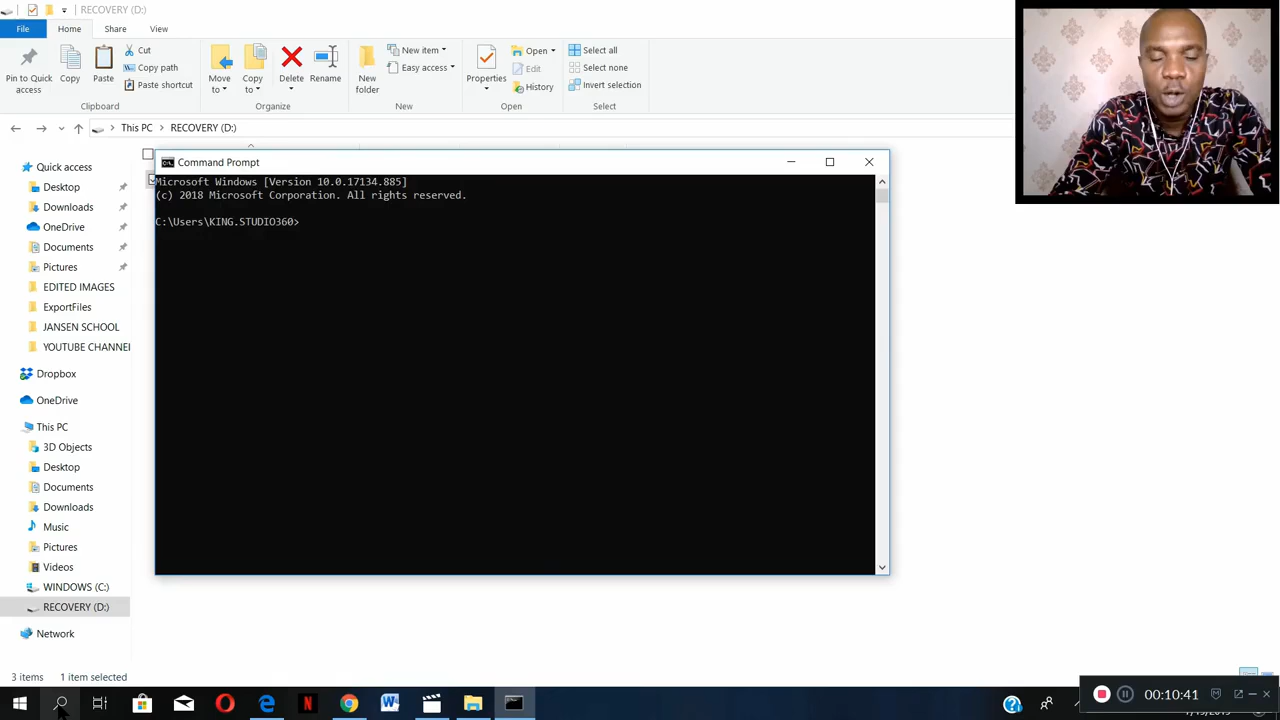 RECOVERY (D:)
File Home Share View
Pin to Quick access
Copy
Paste
Cut
Copy path
Paste shortcut
Clipboard
Move to
Copy to
Delete
Rename
Organize
New folder
New item
Easy access
New
Properties
Open
Edit
History
Open
Select all
Select none
Invert selection
Select
This PC RECOVERY (D:)
Quick access
Desktop
Downloads
OneDrive
Documents
Pictures
EDITED IMAGES
ExportFiles
JANSEN SCHOOL
YOUTUBE CHANNE
Dropbox
OneDrive
This PC
3D Objects
Desktop
Documents
Downloads
Music
Pictures
Videos
WINDOWS (C:)
RECOVERY (D:)
Network
3 items 1 item selected
Command Prompt
Microsoft Windows [Version 10.0.17134.885]
(c) 2018 Microsoft Corporation. All rights reserved.
C:\Users\KING.STUDIO360>
00:10:41